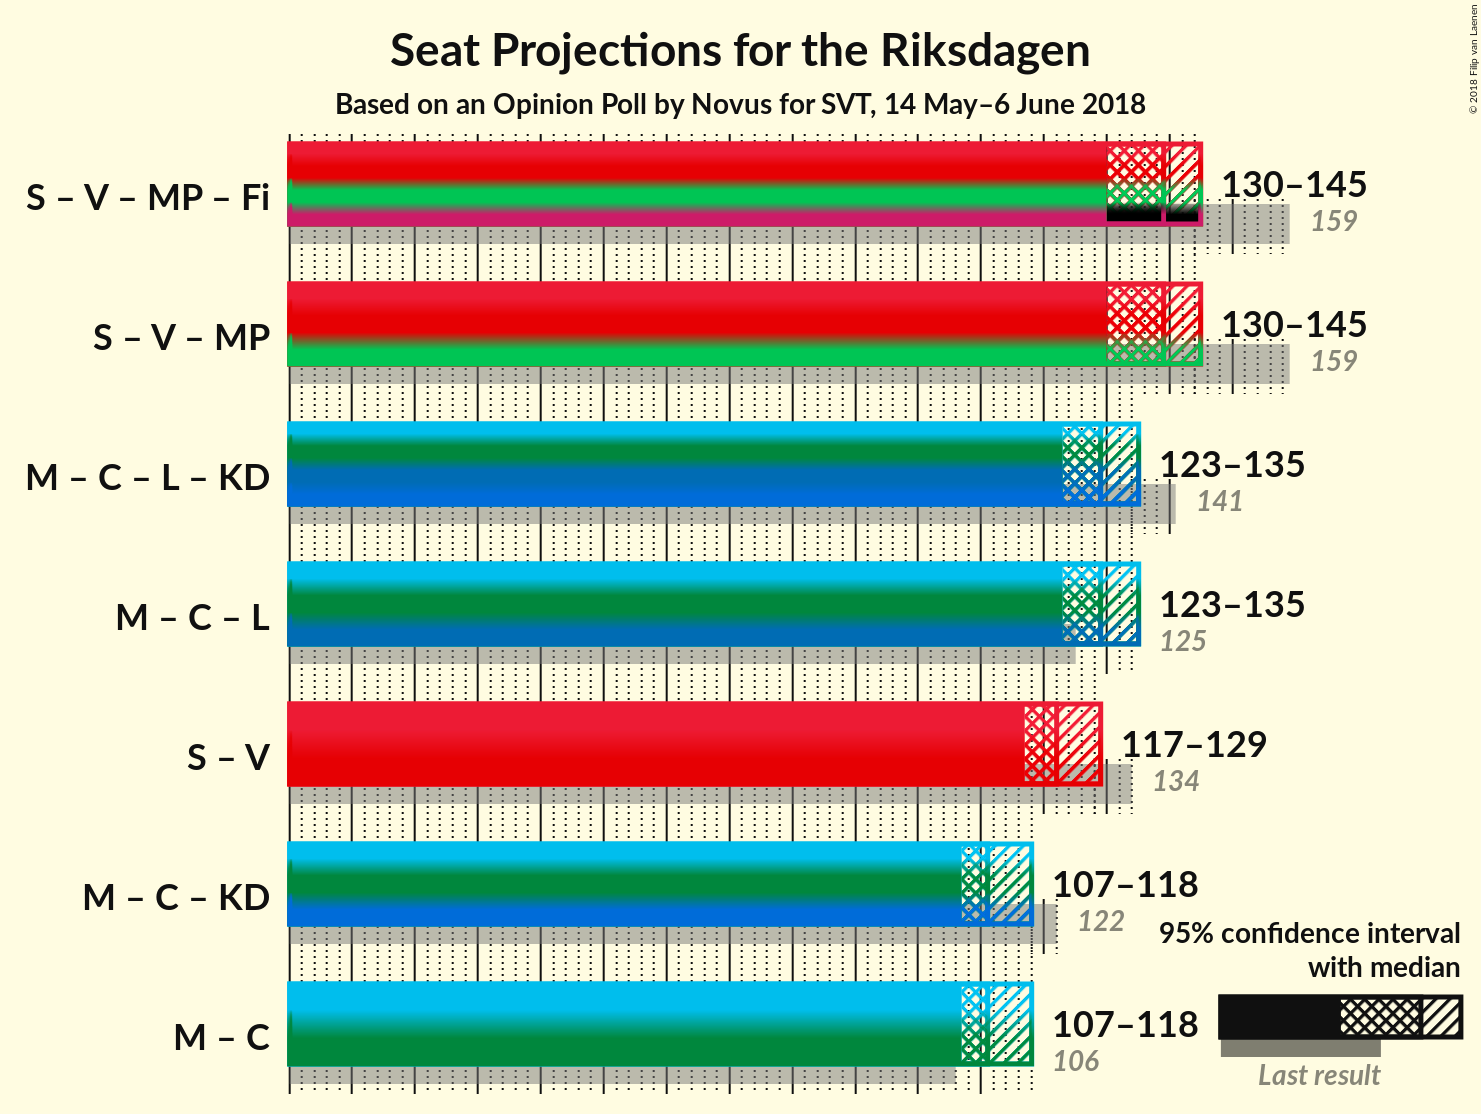 Seat Projections for the Riksdagen
Based on an Opinion Poll by Novus for SVT, 14 May–6 June 2018
© 2018 Filip van Laenen
S – V – MP – Fi
130–145
159
S – V – MP
130–145
159
M – C – L – KD
123–135
141
M – C – L
123–135
125
S – V
117–129
134
M – C – KD
107–118
122
M – C
107–118
106
95% confidence interval
with median
Last result